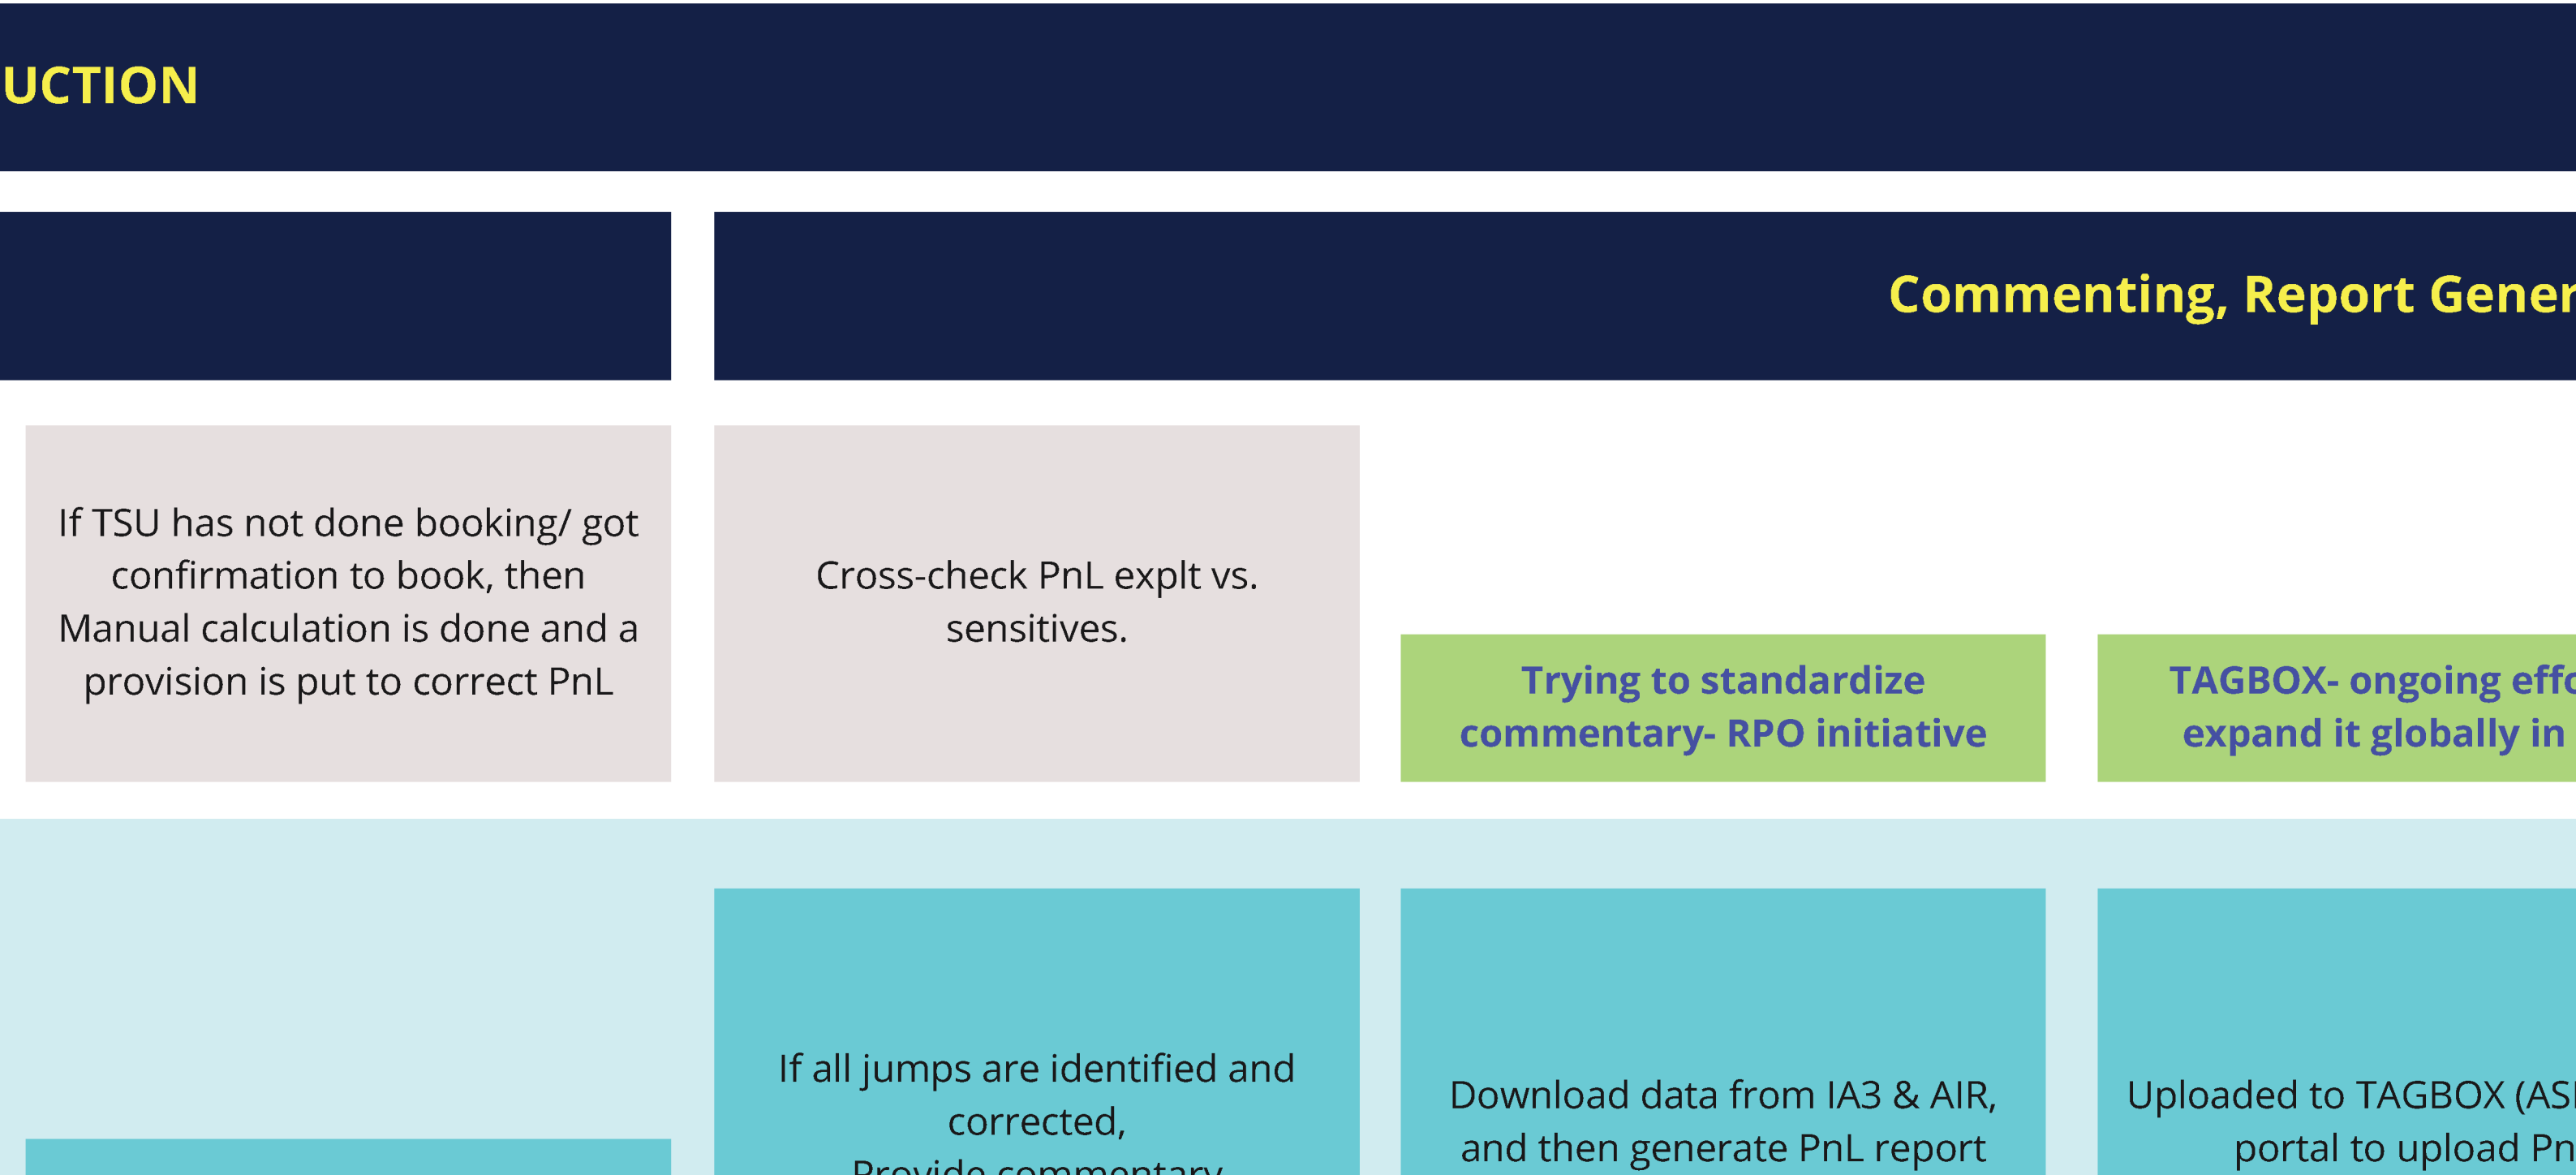 UCTION
Commenting, Report Gener
If TSU has not done booking/ got
confirmation to book, then
Manual calculation is done and a
provision is put to correct PnL
Cross-check PnL explt vs.
sensitives.
Trying to standardize
commentary- RPO initiative
TAGBOX- ongoing effo
expand it globally in
If all jumps are identified and
corrected,
Provide commentary
Download data from IA3 & AIR,
and then generate PnL report
Uploaded to TAGBOX (ASI
portal to upload Pn